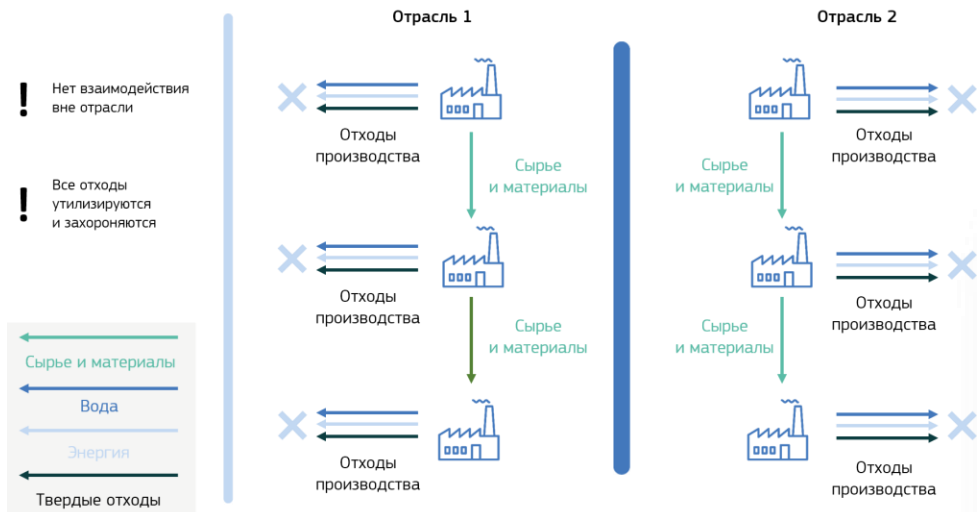 Отрасль 1
Отрасль 2
!
Нет взаимодействия
вне отрасли
!
Все отходы
утилизируются
и захороняются
Отходы
производства
Сырье
и материалы
Сырье
и материалы
Отходы
производства
Отходы
производства
Сырье
и материалы
Сырье
и материалы
Отходы
производства
Отходы
производства
Отходы
производства
Сырье и материалы
Вода
Энергия
Твердые отходы